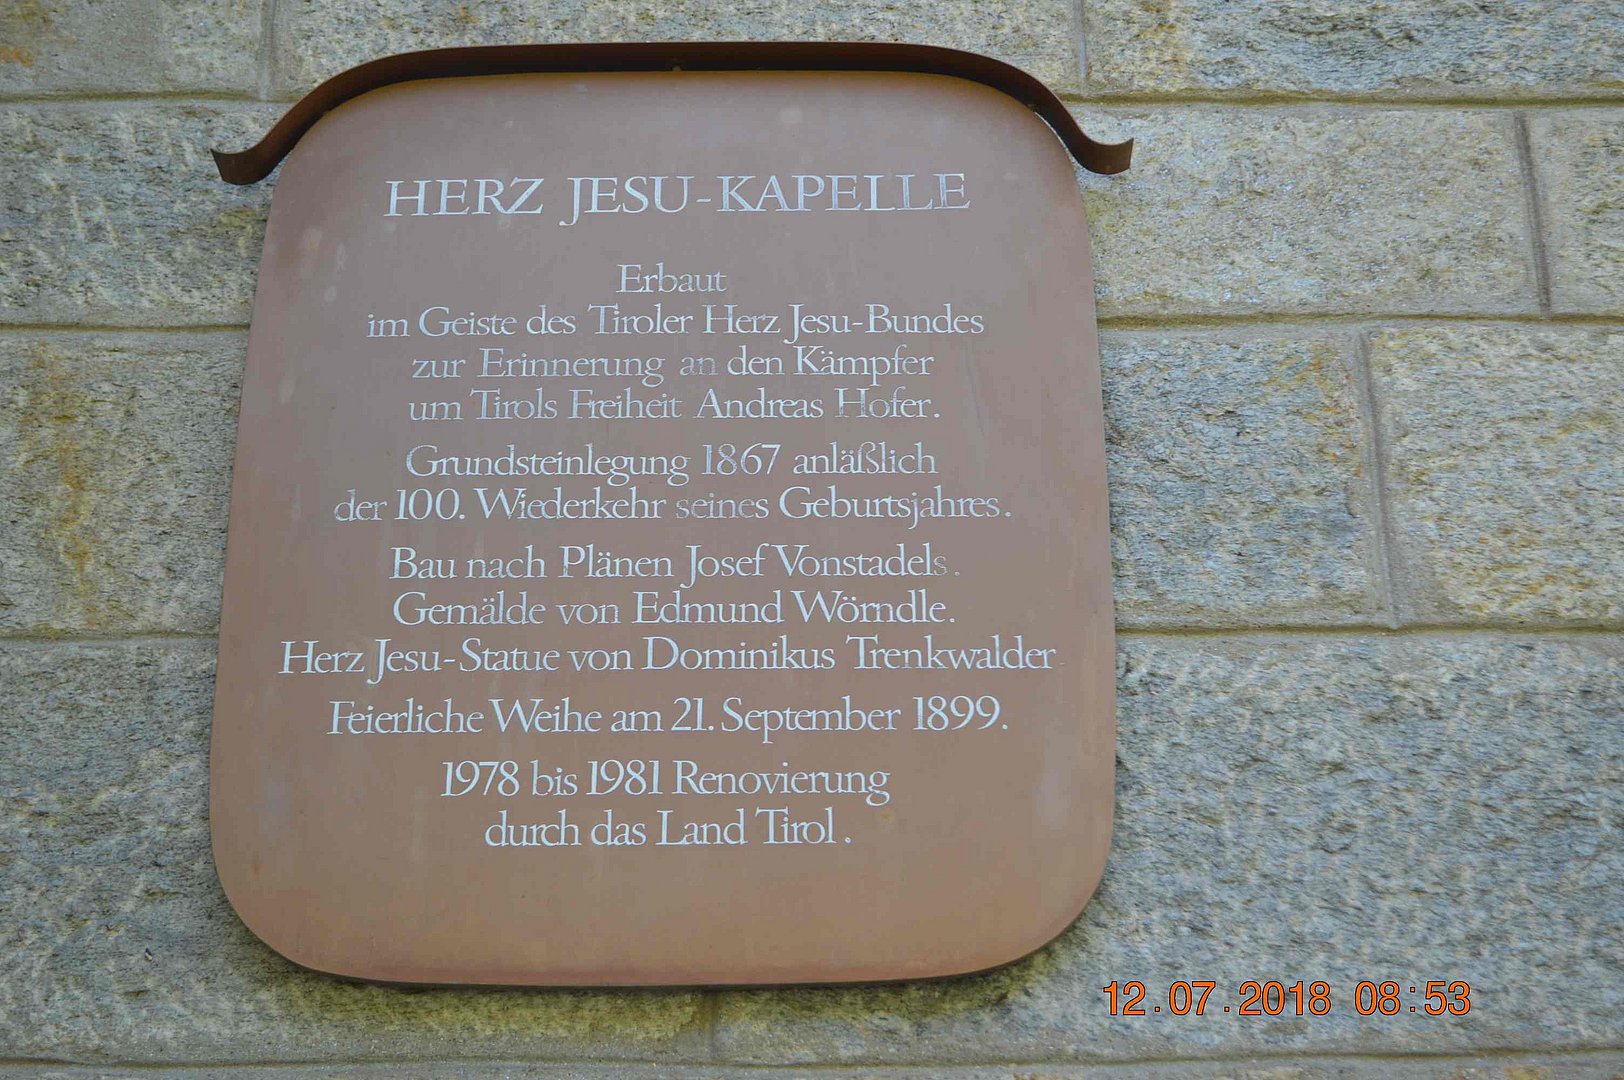 HERZ JESU-KAPELLE
Erbaut
im Geiste des Tiroler Herz Jesu-Bundes
zur Erinnerung an den Kämpfer
um Tirols Freiheit Andreas Hofer.
Grundsteinlegung 1867 anläßlich
der 100. Wiederkehr seines Geburtsjahres.
Bau nach Plänen Josef Vonstadels.
Gemälde von Edmund Wörndle.
Herz Jesu-Statue von Dominikus Trenkwalder
Feierliche Weihe am 21. September 1899.
1978 bis 1981 Renovierung
durch das Land Tirol.
12.07.2018 08:53